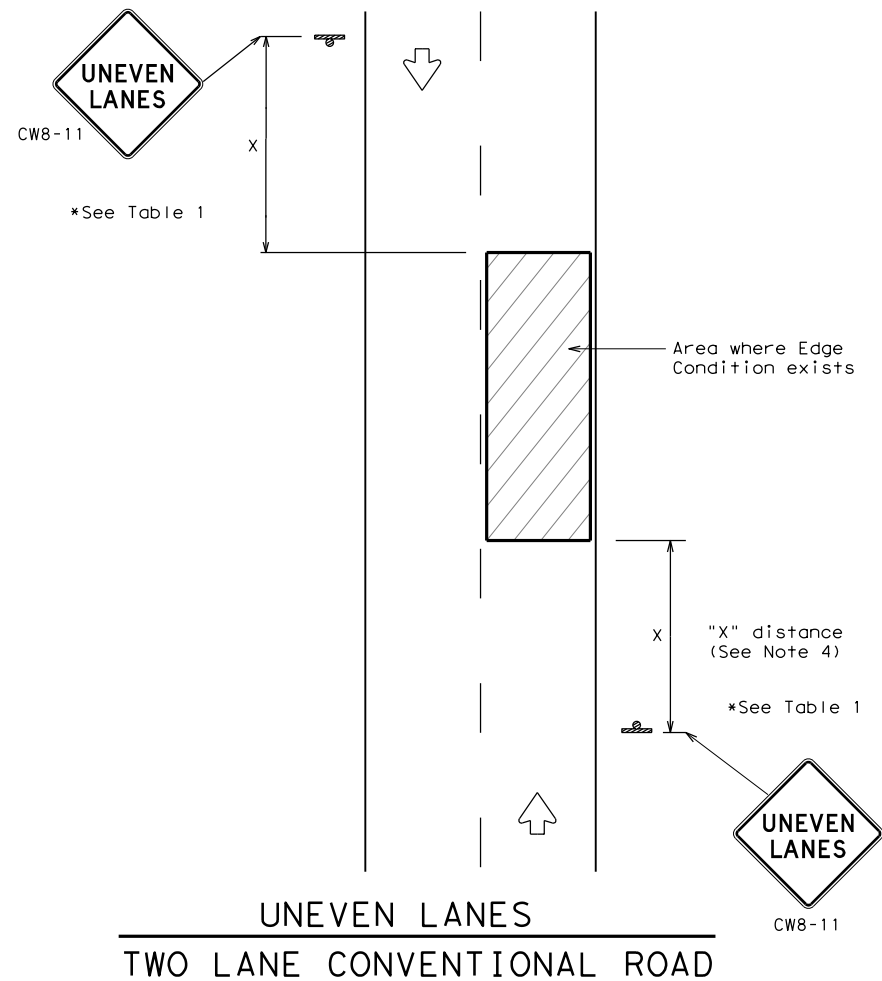 UNEVEN
LANES
CW8-11
X
*See Table 1
Area where Edge
Condition exists
X
"X" distance
(See Note 4)
*See Table 1
UNEVEN
LANES
CW8-11
UNEVEN LANES
TWO LANE CONVENTIONAL ROAD